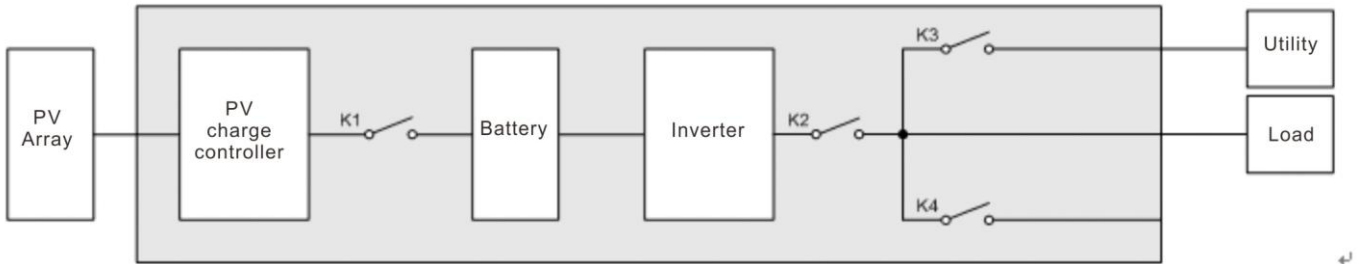 PV
Array
PV
charge
controller
K1
Battery
Inverter
K2
K3
K4
Utility
Load